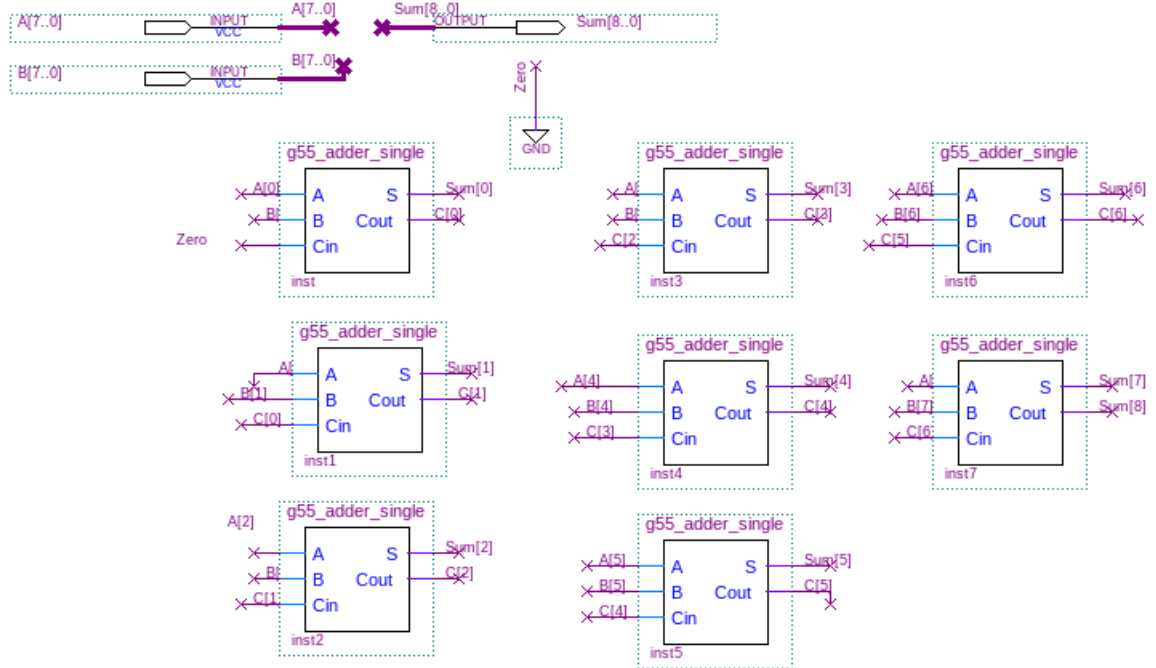 A[7..0] INPUT VCC A[7..0] Sum[8..0] OUTPUT Sum[8..0]
B[7..0] INPUT VCC B[7..0]
Zero
GND
g55_adder_single
A[0] A S Sum[0]
B[ B Cout C[0]
Zero Cin
inst
g55_adder_single
A[ A S Sum[3]
B[ B Cout C[3]
C[2 Cin
inst3
g55_adder_single
A[6] A S Sum[6]
B[6] B Cout C[6]
C[5] Cin
inst6
g55_adder_single
A[ A S Sum[1]
B[1] B Cout C[1]
C[0] Cin
inst1
g55_adder_single
A[4] A S Sum[4]
B[4] B Cout C[4]
C[3] Cin
inst4
g55_adder_single
A[ A S Sum[7]
B[7] B Cout Sum[8]
C[6 Cin
inst7
g55_adder_single
A[2] A S Sum[2]
B[ B Cout C[2]
C[1 Cin
inst2
g55_adder_single
A[5] A S Sum[5]
B[5] B Cout C[5]
C[4] Cin
inst5